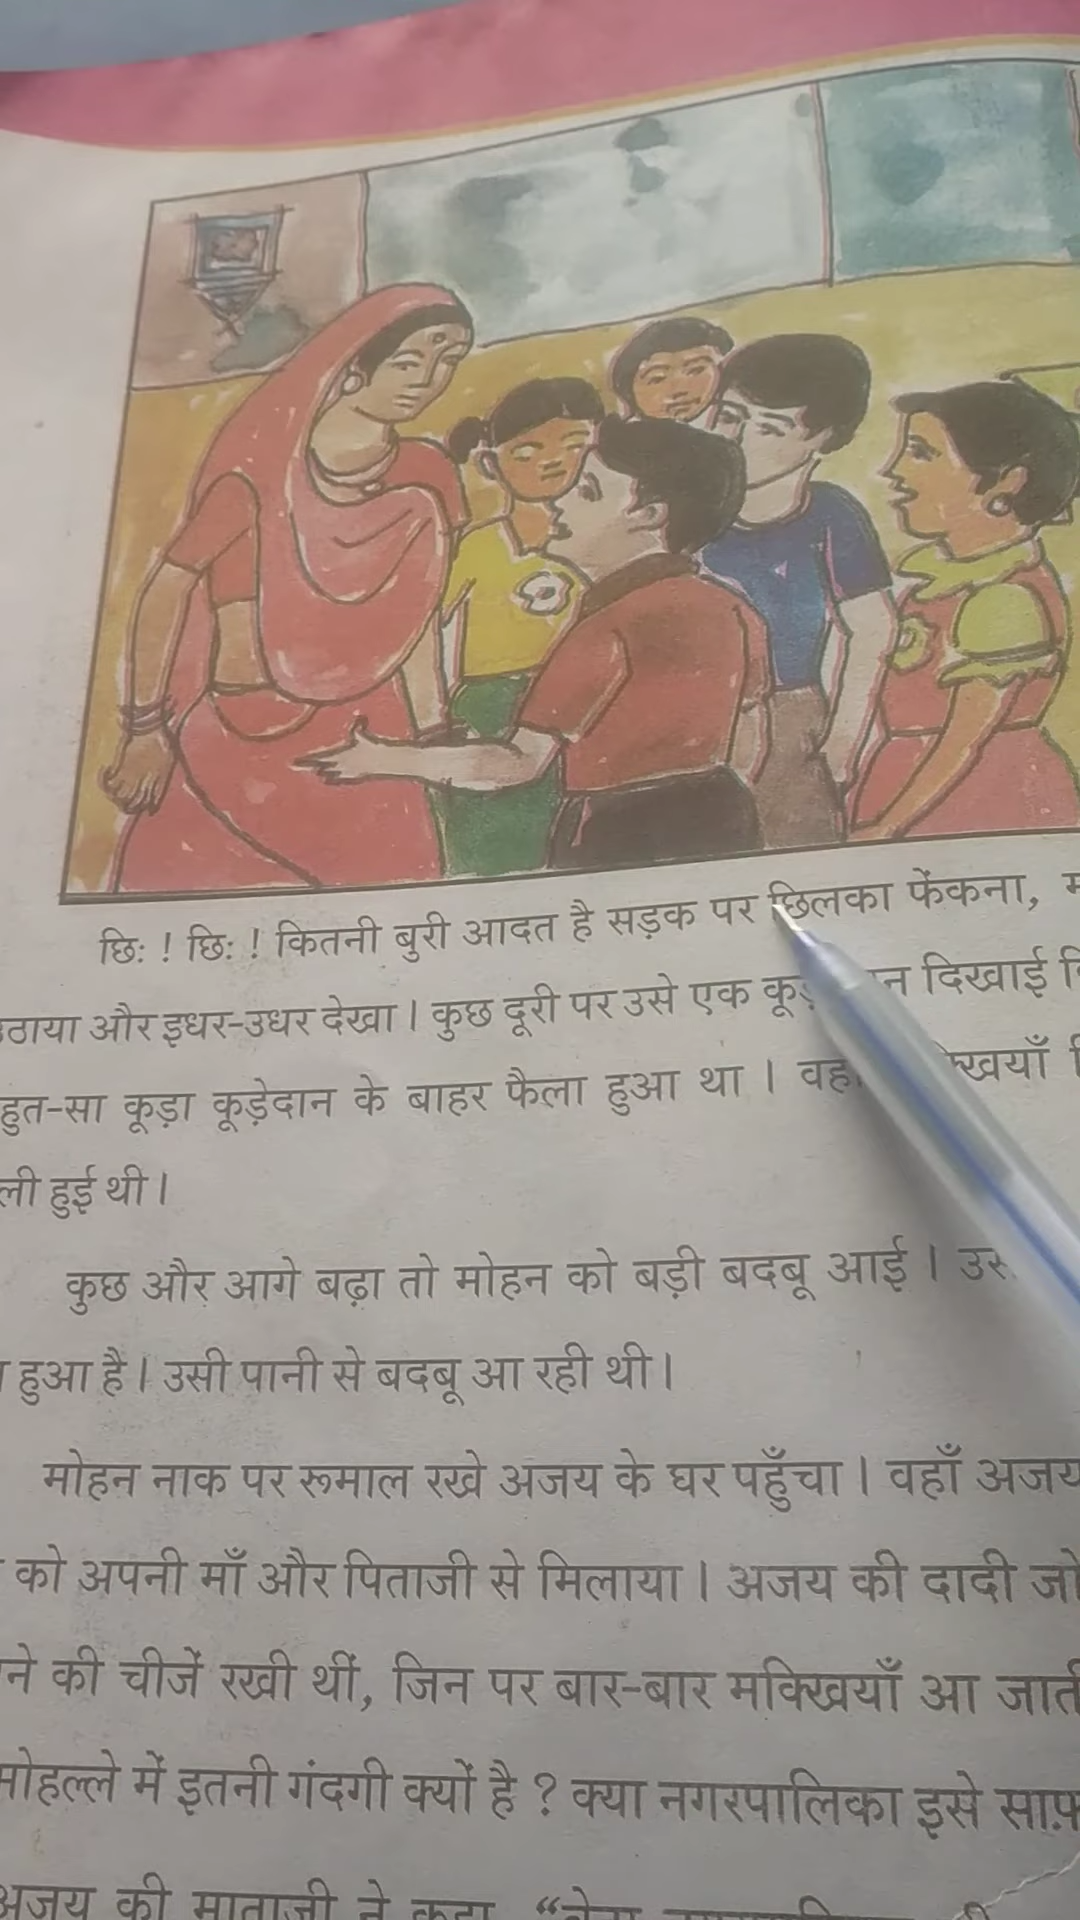 छिः ! छिः ! कितनी बुरी आदत है सड़क पर छिलका फेंकना,
और इधर-उधर देखा । कुछ दूरी पर उसे एक दिखाई
कूड़ा कूड़ेदान के बाहर फैला हुआ था ।
हुई थी ।
कुछ और आगे बढ़ा तो मोहन को बड़ी बदबू आई ।
हुआ है । उसी पानी से बदबू आ रही थी ।
मोहन नाक पर रूमाल रखे अजय के घर पहुँचा । वहाँ अजय
को अपनी माँ और पिताजी से मिलाया । अजय की दादी जो
की चीजें रखी थीं, जिन पर बार-बार मक्खियाँ आ
मोहल्ले में इतनी गंदगी क्यों है ? क्या नगरपालिका इसे साफ़
अजय की माताजी ने कहा